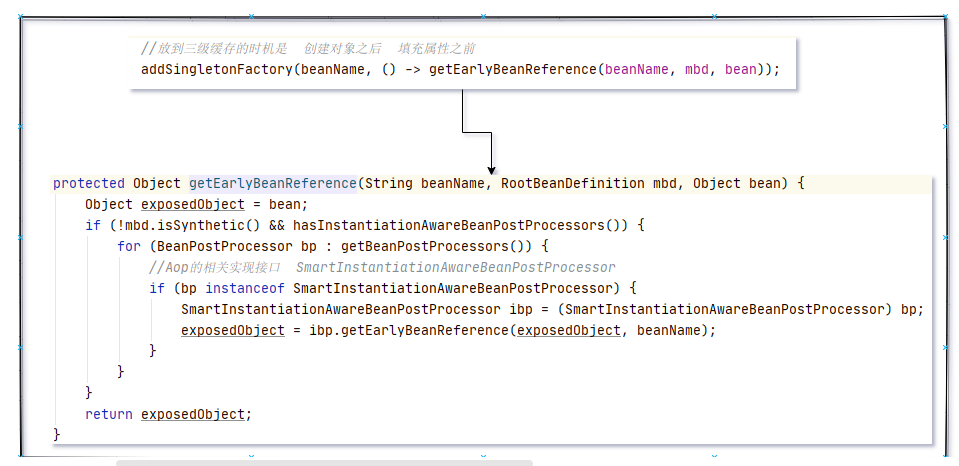 //放到三级缓存的时机是  创建对象之后  填充属性之前
addSingletonFactory(beanName, () -> getEarlyBeanReference(beanName, mbd, bean));
protected Object getEarlyBeanReference(String beanName, RootBeanDefinition mbd, Object bean) {
    Object exposedObject = bean;
    if (!mbd.isSynthetic() && hasInstantiationAwareBeanPostProcessors()) {
        for (BeanPostProcessor bp : getBeanPostProcessors()) {
            //Aop的相关实现接口  SmartInstantiationAwareBeanPostProcessor
            if (bp instanceof SmartInstantiationAwareBeanPostProcessor) {
                SmartInstantiationAwareBeanPostProcessor ibp = (SmartInstantiationAwareBeanPostProcessor) bp;
                exposedObject = ibp.getEarlyBeanReference(exposedObject, beanName);
            }
        }
    }
    return exposedObject;
}